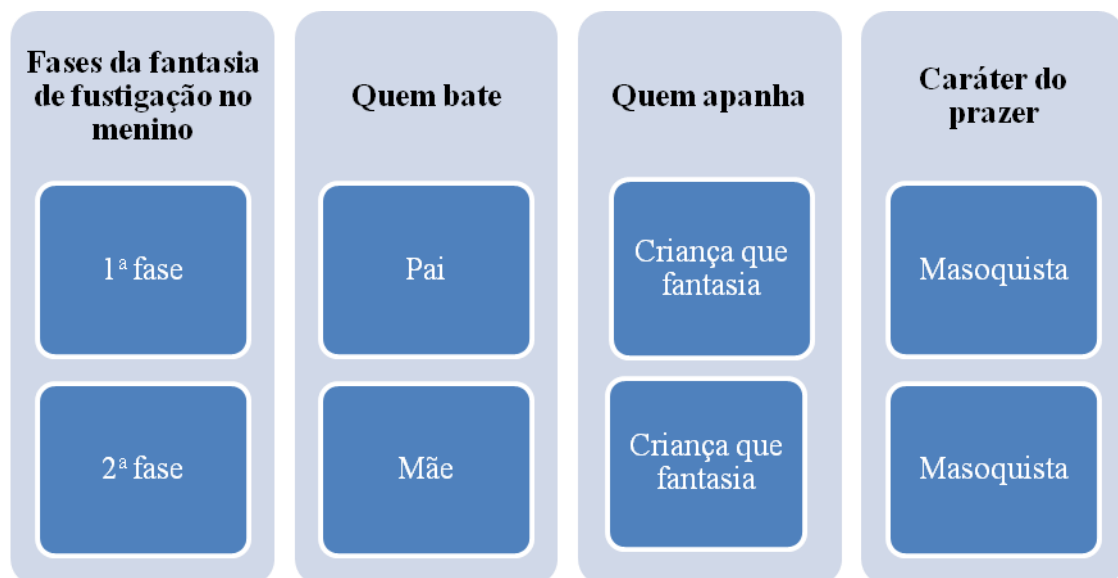 Fases da fantasia
de fustigação no
menino
Quem bate
Quem apanha
Caráter do
prazer
1ª fase
Pai
Criança que
fantasia
Masoquista
2ª fase
Mãe
Criança que
fantasia
Masoquista